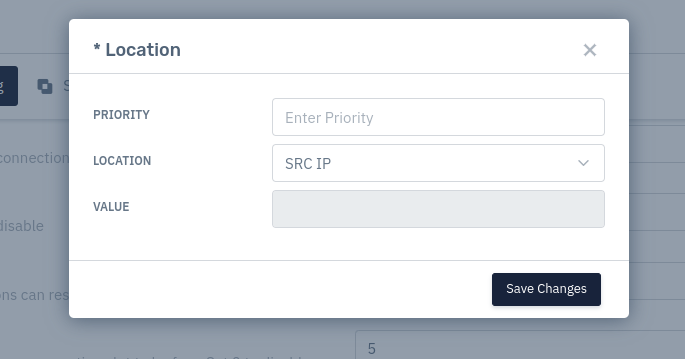 * Location
PRIORITY
Enter Priority
connection
LOCATION
SRC IP
VALUE
disable
ons can res
Save Changes
5